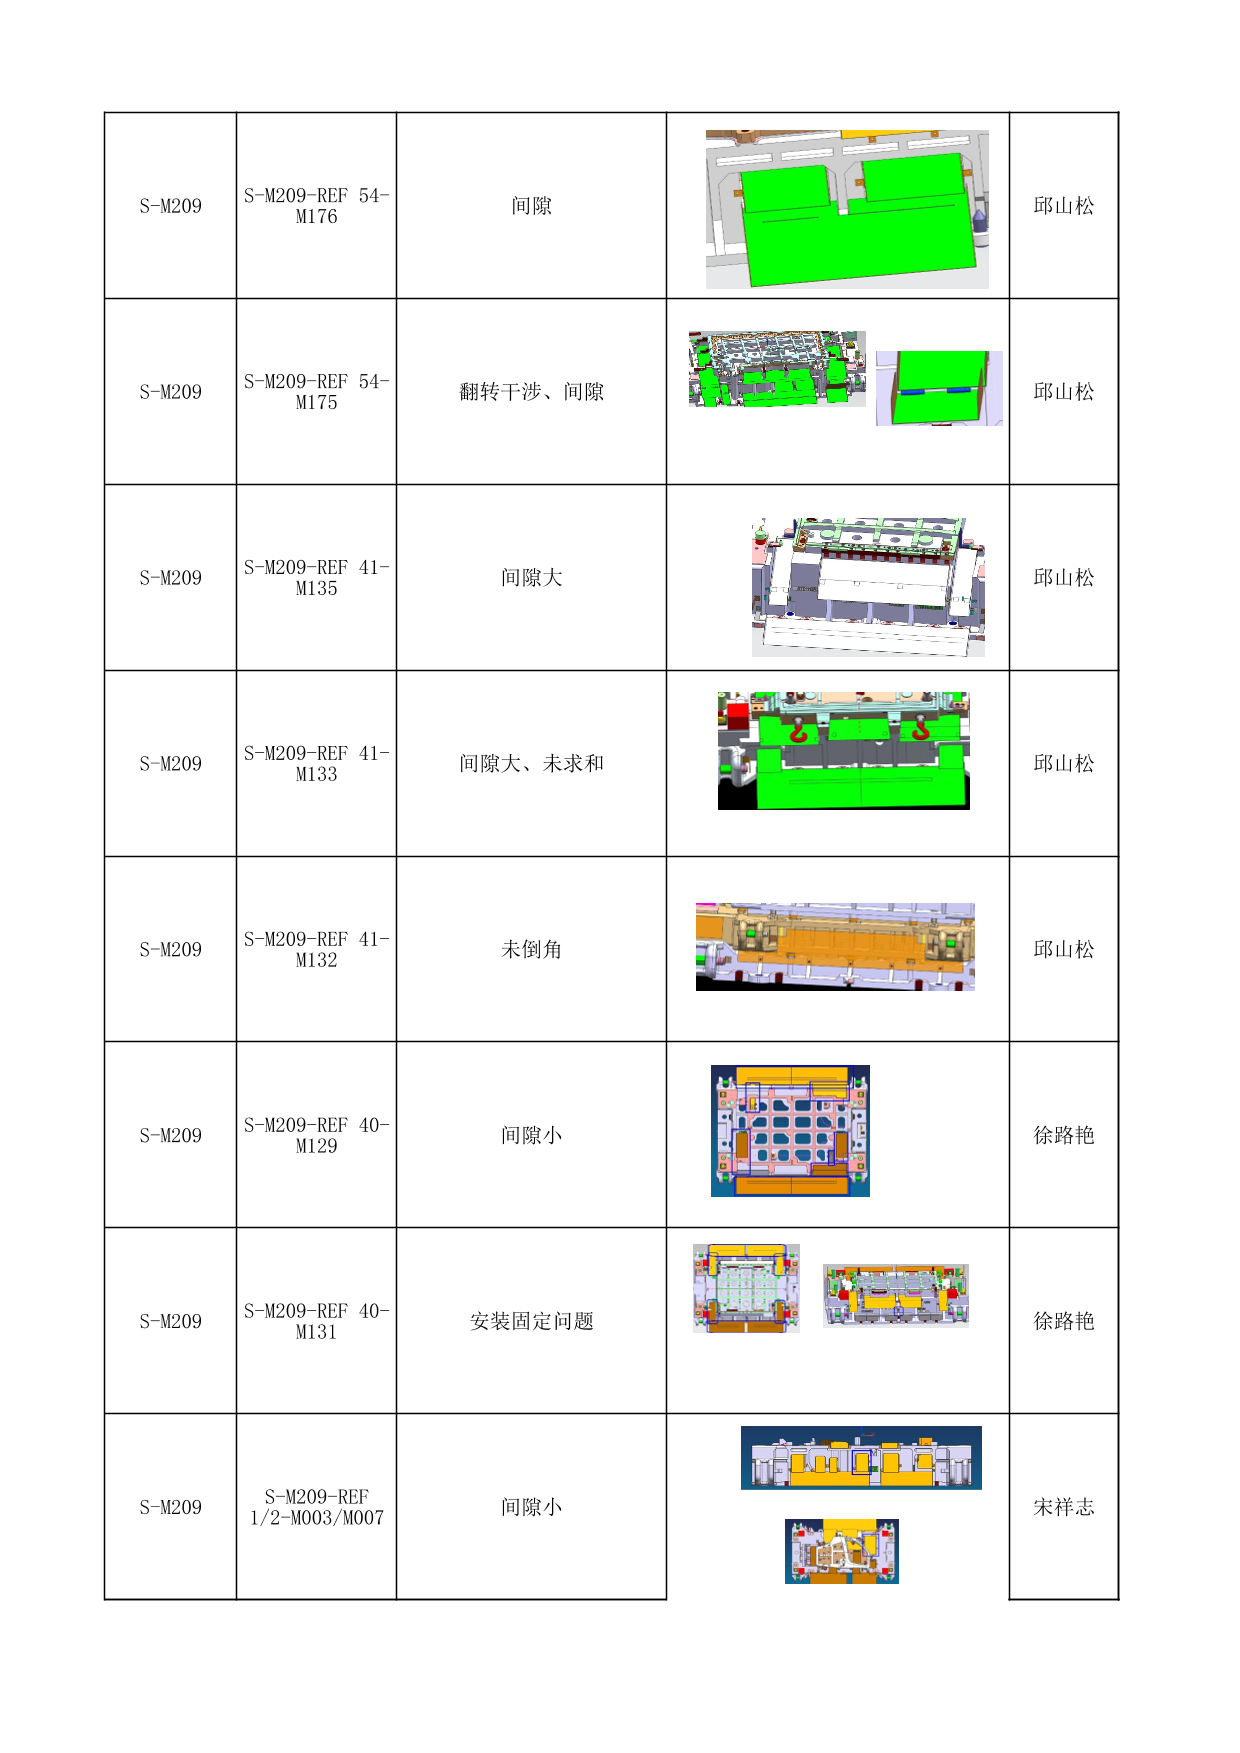 S-M209
S-M209-REF 54-
M176
间隙
邱山松
S-M209
S-M209-REF 54-
M175
翻转干涉、间隙
邱山松
S-M209
S-M209-REF 41-
M135
间隙大
邱山松
S-M209
S-M209-REF 41-
M133
间隙大、未求和
邱山松
S-M209
S-M209-REF 41-
M132
未倒角
邱山松
S-M209
S-M209-REF 40-
M129
间隙小
徐路艳
S-M209
S-M209-REF 40-
M131
安装固定问题
徐路艳
S-M209
S-M209-REF
1/2-M003/M007
间隙小
宋祥志